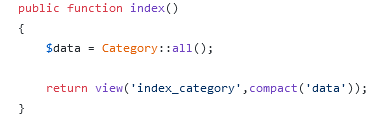 public function index()
{
    $data = Category::all();

    return view('index_category',compact('data'));
}